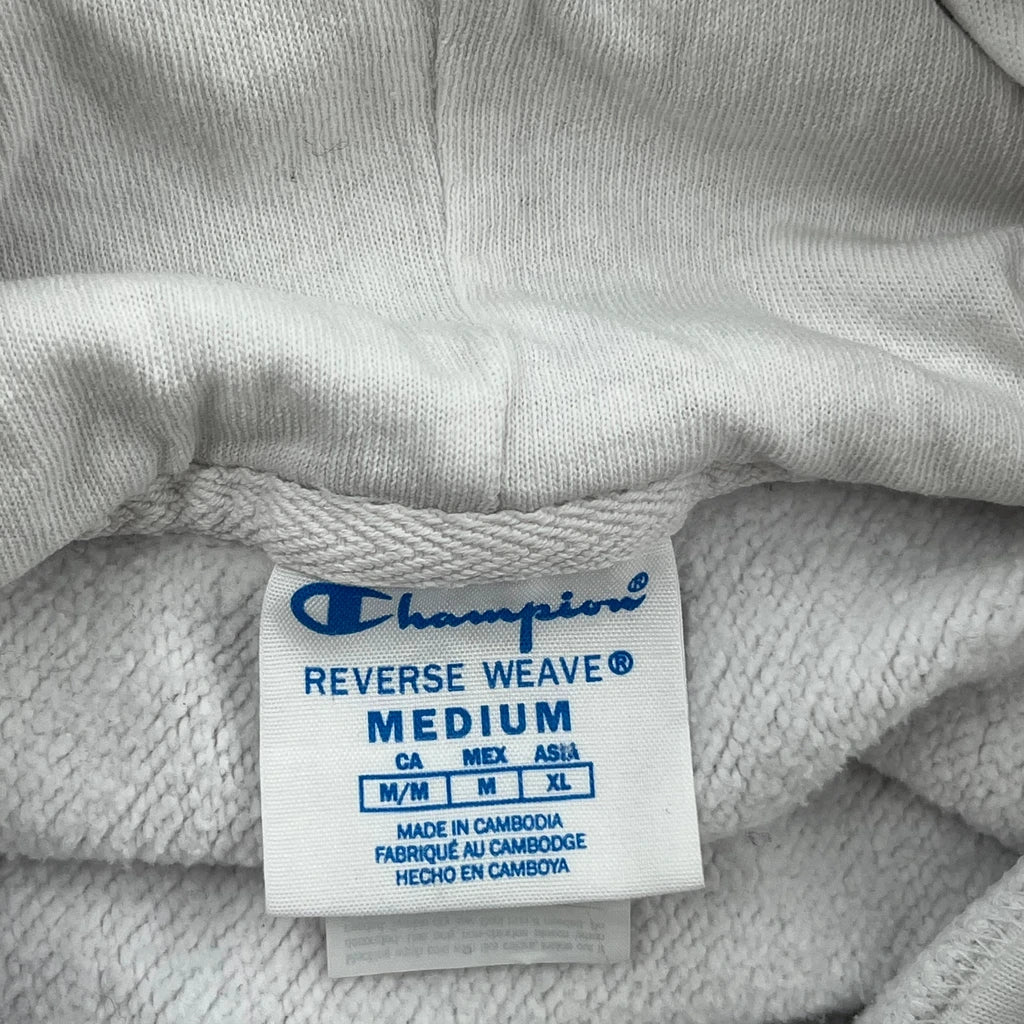 Champion®
REVERSE WEAVE®
MEDIUM
CA MEX ASIA
M/M M XL
MADE IN CAMBODIA
FABRIQUÉ AU CAMBODGE
HECHO EN CAMBOYA